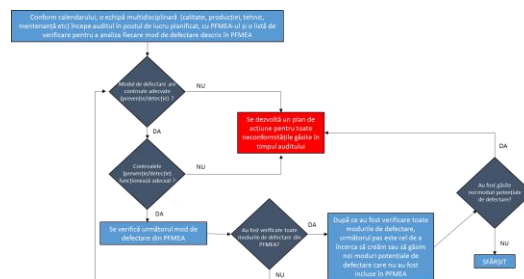 Conform calendarului, o echipă multidisciplinară (calitate, producției, tehnic,
mentenanță etc) începe auditul în postul de lucru planificat, cu PFMEA-ul și o listă de
verificare pentru a analiza fiecare mod de defectare descris în PFMEA
Modul de defectare are
controale adecvate
(prevenție/detecție) ?
NU
DA
Se dezvoltă un plan de
acțiune pentru toate
neconformitățile găsite în
timpul auditului
Controalele
(prevenție/detecție)
funcționează adecvat ?
NU
DA
Se verifică următorul mod de
defectare din PFMEA
Au fost verificate toate
modurile de defectare din
PFMEA?
DA
NU
După ce au fost verificare toate
modurile de defectare,
următorul pas este cel de a
încerca să creăm sau să găsim
noi moduri potențiale de
defectare care nu au fost
incluse în PFMEA
DA
Au fost găsite
noi moduri potențiale
de defectare?
NU
SFÂRȘIT